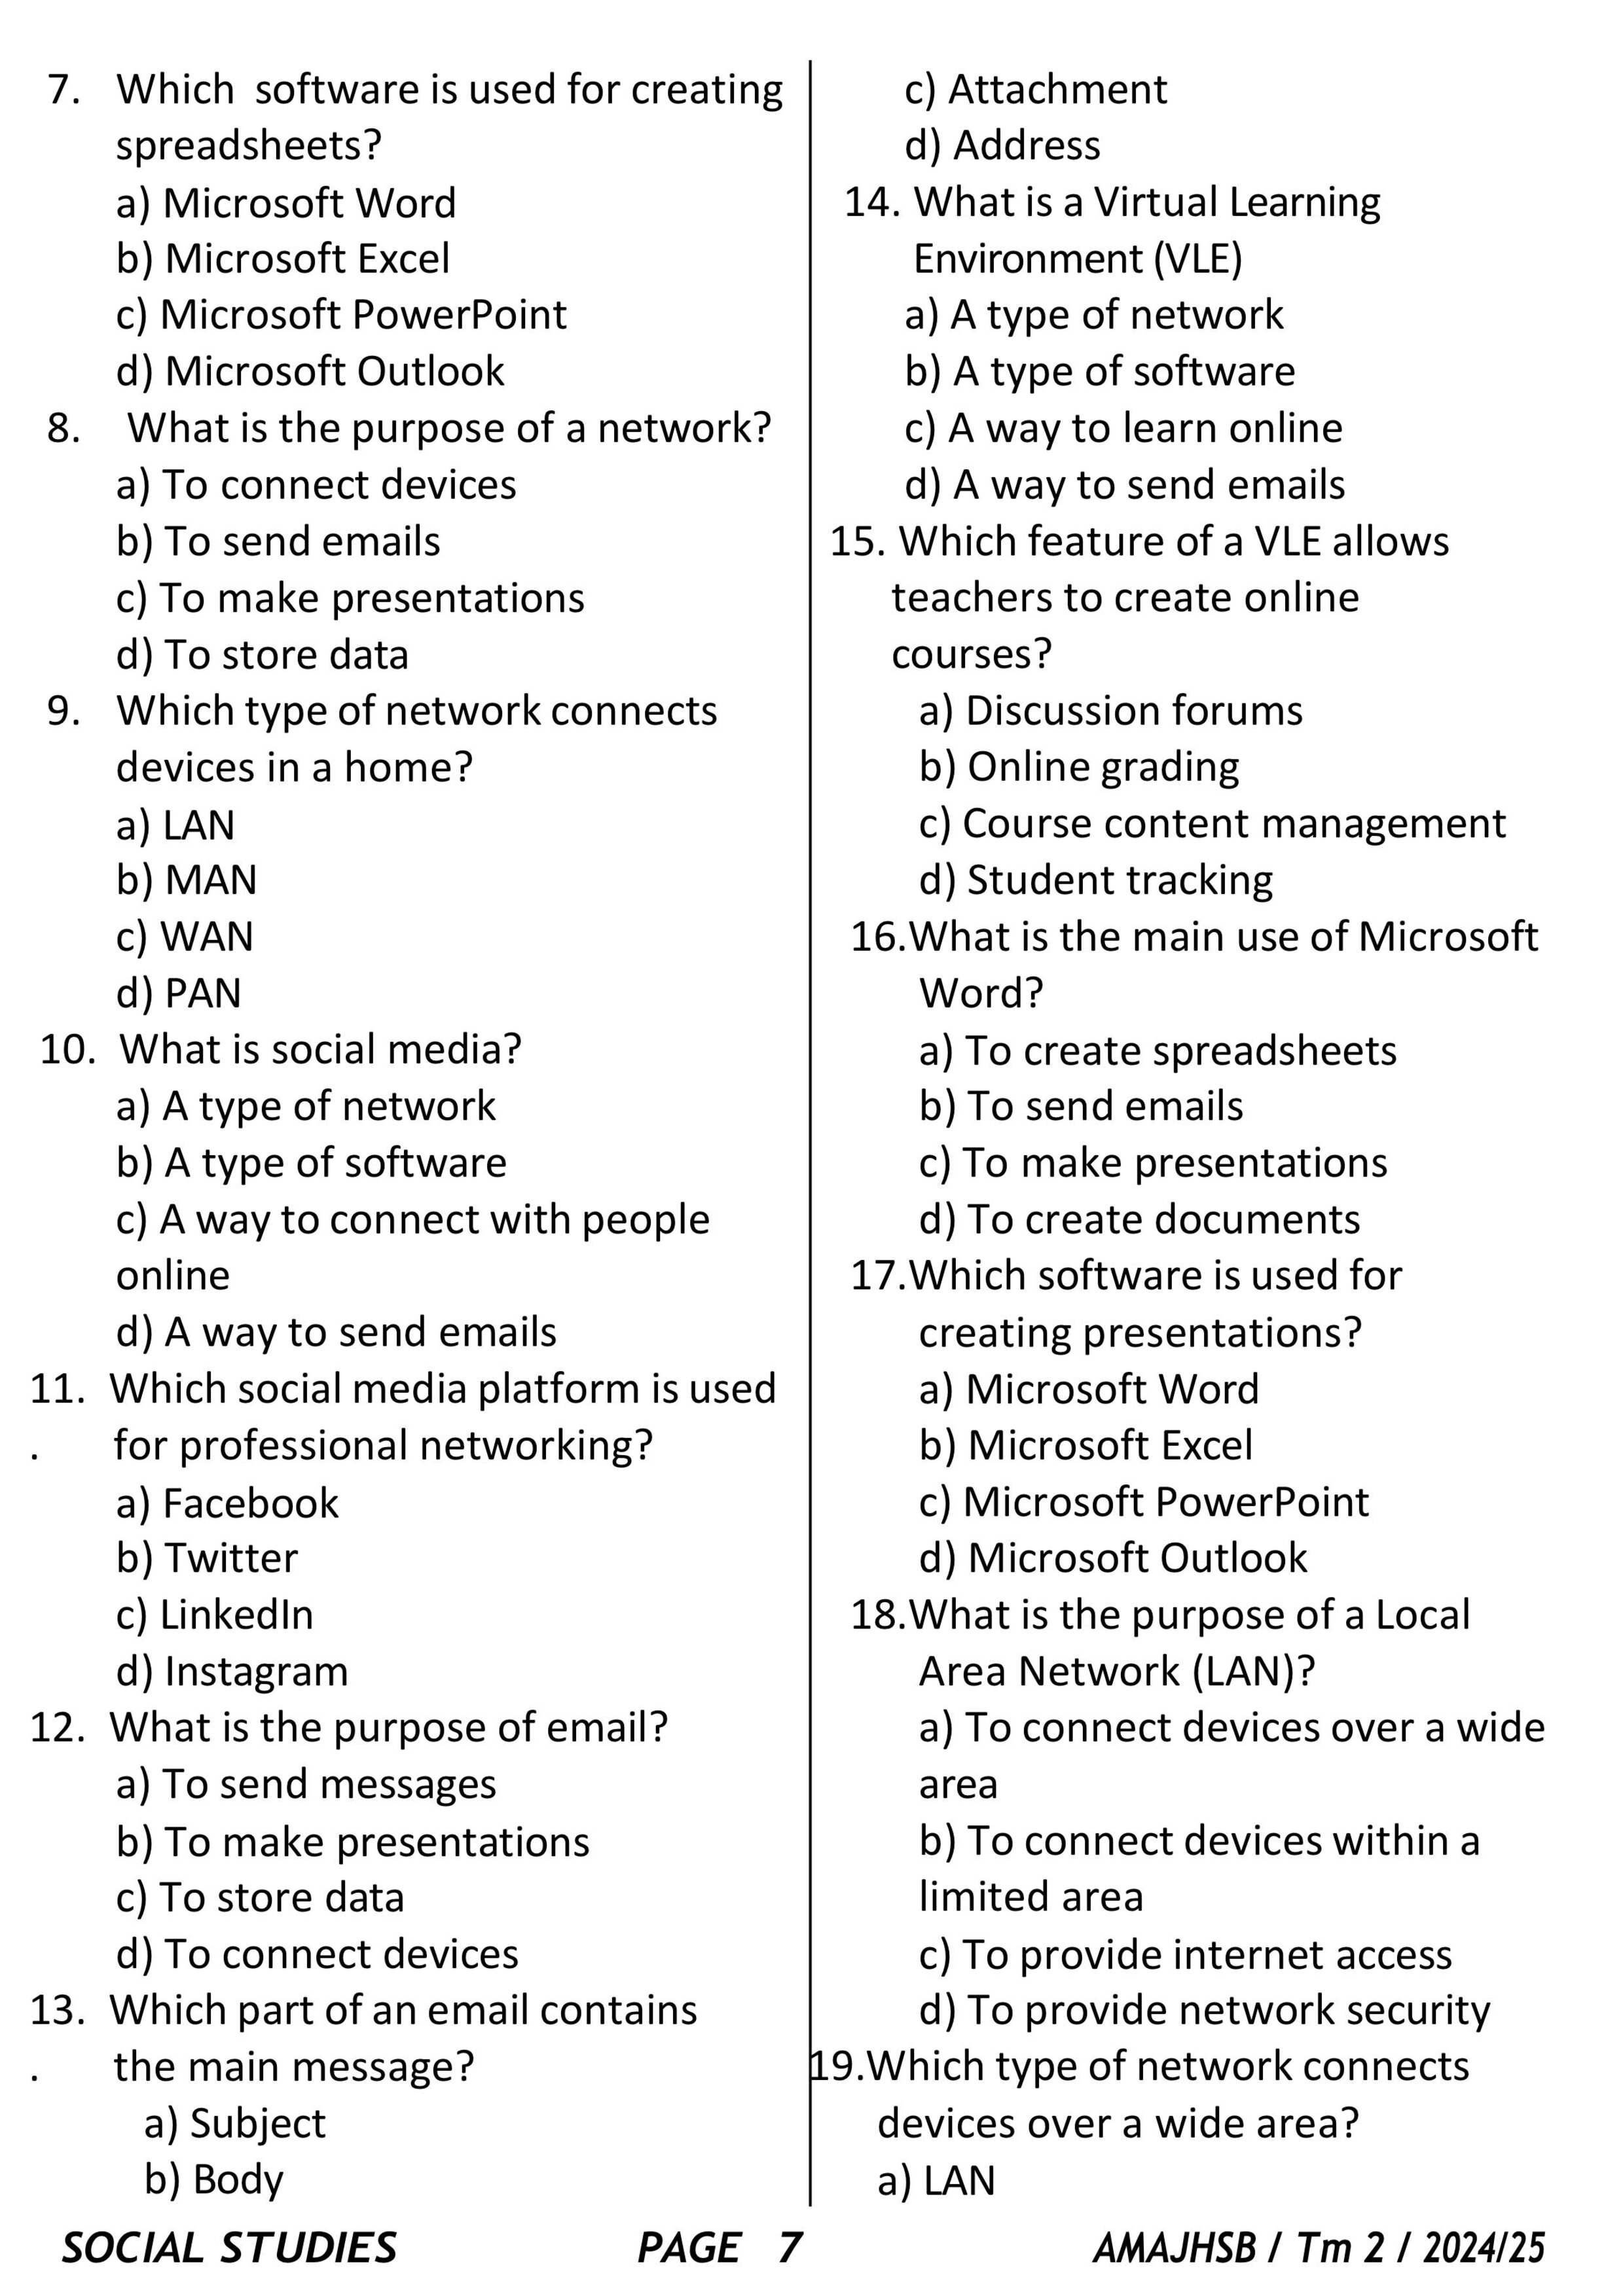 7. Which software is used for creating
spreadsheets?
a) Microsoft Word
b) Microsoft Excel
c) Microsoft PowerPoint
d) Microsoft Outlook
8. What is the purpose of a network?
a) To connect devices
b) To send emails
c) To make presentations
d) To store data
9. Which type of network connects
devices in a home?
a) LAN
b) MAN
c) WAN
d) PAN
10. What is social media?
a) A type of network
b) A type of software
c) A way to connect with people
online
d) A way to send emails
11. Which social media platform is used
. for professional networking?
a) Facebook
b) Twitter
c) LinkedIn
d) Instagram
12. What is the purpose of email?
a) To send messages
b) To make presentations
c) To store data
d) To connect devices
13. Which part of an email contains
. the main message?
a) Subject
b) Body
c) Attachment
d) Address
14. What is a Virtual Learning
Environment (VLE)
a) A type of network
b) A type of software
c) A way to learn online
d) A way to send emails
15. Which feature of a VLE allows
teachers to create online
courses?
a) Discussion forums
b) Online grading
c) Course content management
d) Student tracking
16.What is the main use of Microsoft
Word?
a) To create spreadsheets
b) To send emails
c) To make presentations
d) To create documents
17.Which software is used for
creating presentations?
a) Microsoft Word
b) Microsoft Excel
c) Microsoft PowerPoint
d) Microsoft Outlook
18.What is the purpose of a Local
Area Network (LAN)?
a) To connect devices over a wide
area
b) To connect devices within a
limited area
c) To provide internet access
d) To provide network security
19.Which type of network connects
devices over a wide area?
a) LAN
SOCIAL STUDIES PAGE 7 AMAJHSB / Tm 2 / 2024/25